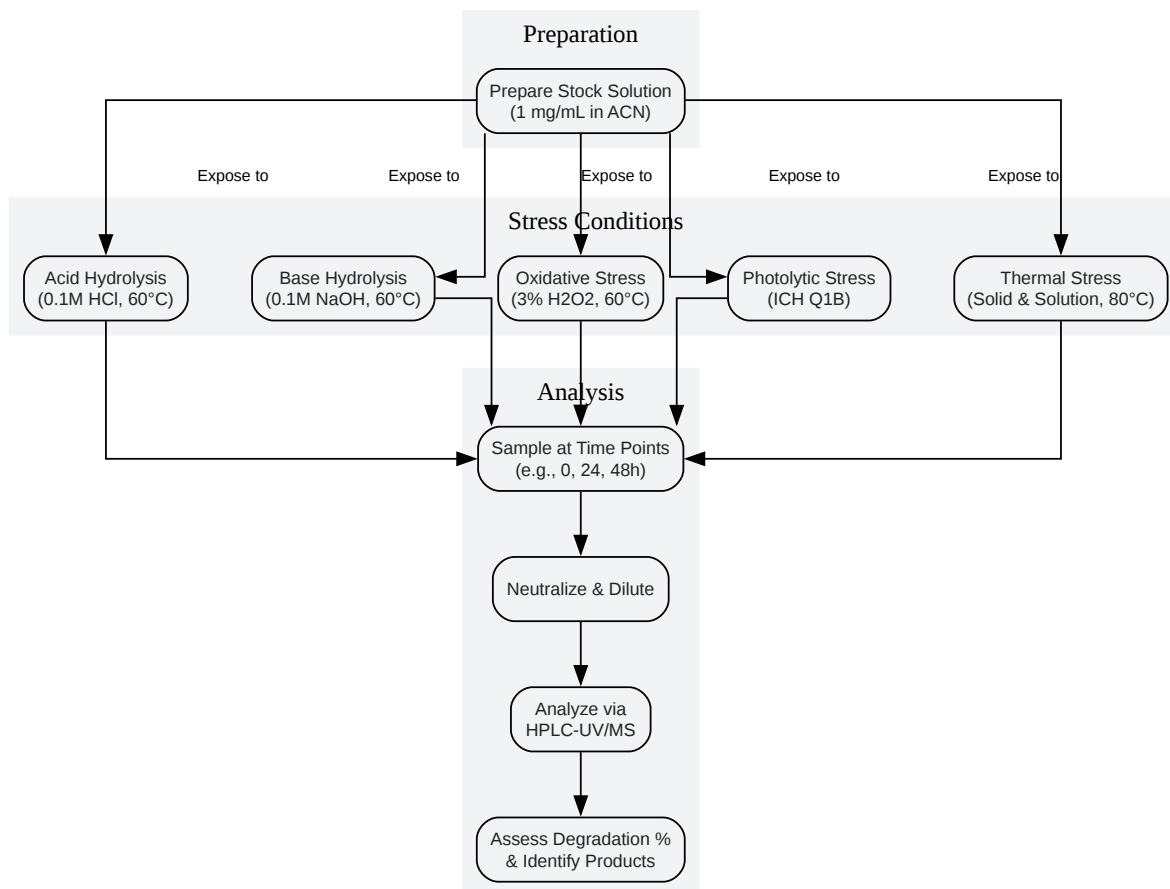 Preparation
Prepare Stock Solution
(1 mg/mL in ACN)
Expose to
Expose to
Expose to
Expose to
Expose to
Stress Conditions
Acid Hydrolysis
(0.1M HCl, 60°C)
Base Hydrolysis
(0.1M NaOH, 60°C)
Oxidative Stress
(3% H2O2, 60°C)
Photolytic Stress
(ICH Q1B)
Thermal Stress
(Solid & Solution, 80°C)
Analysis
Sample at Time Points
(e.g., 0, 24, 48h)
Neutralize & Dilute
Analyze via
HPLC-UV/MS
Assess Degradation %
& Identify Products